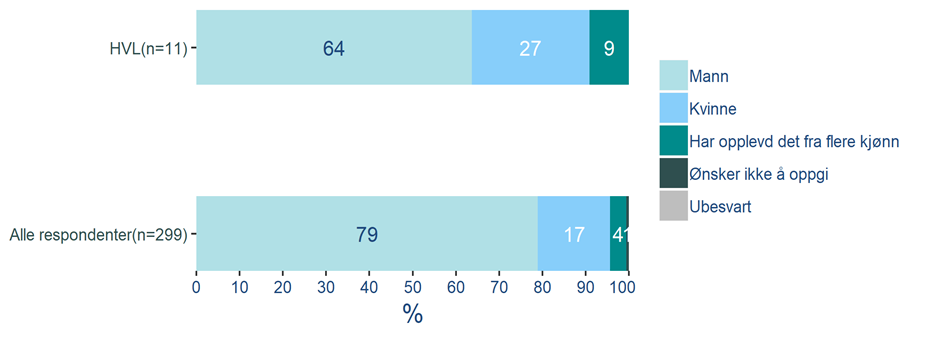 HVL(n=11)
64
27
9
Mann
Kvinne
Har opplevd det fra flere kjønn
Ønsker ikke å oppgi
Ubesvart
Alle respondenter(n=299)
79
17
4
1
0 10 20 30 40 50 60 70 80 90 100
%